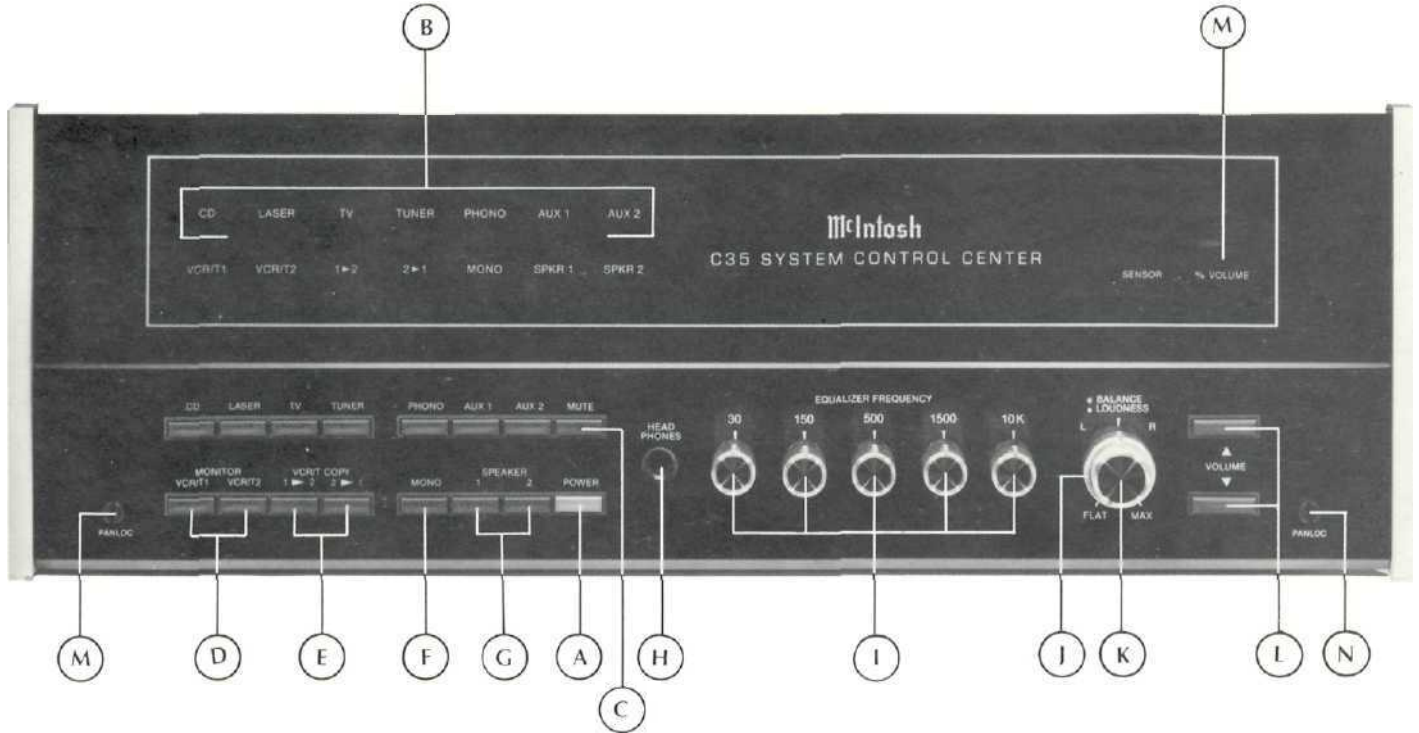 B M
CD LASER TV TUNER PHONO AUX 1 AUX 2
McIntosh
C35 SYSTEM CONTROL CENTER
VCR/T1 VCR/T2 1►2 2►1 MONO SPKR 1 SPKR 2
SENSOR % VOLUME
CD LASER TV TUNER PHONO AUX 1 AUX 2 MUTE
HEAD
PHONES
EQUALIZER FREQUENCY
30 150 500 1500 10K
• BALANCE
• LOUDNESS
L R
FLAT MAX
▲
VOLUME
▼
MONITOR
VCR/T1 VCR/T2
VCR/T COPY
1 ► 2 2 ► 1
MONO
SPEAKER
1 2
POWER
PANLOC
PANLOC
M D E F G A H I J K L N
C